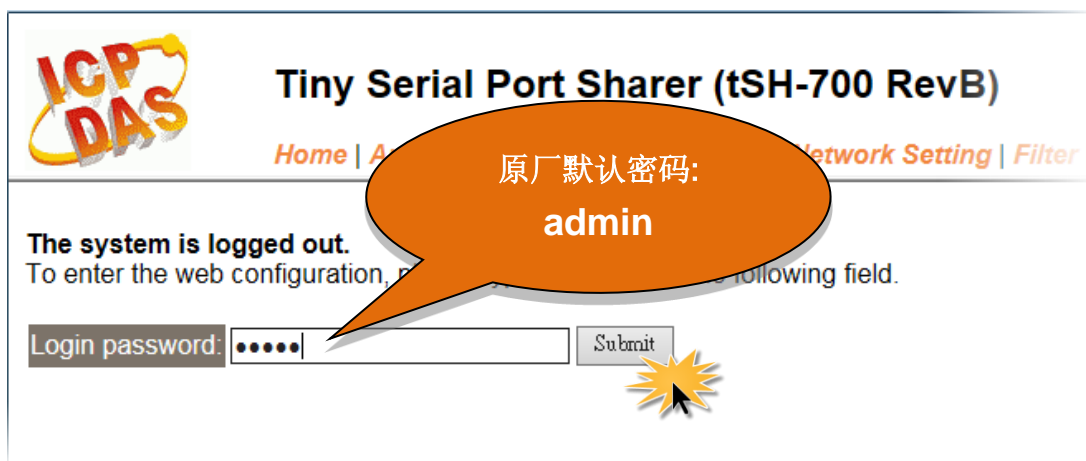 ICP
DAS
Tiny Serial Port Sharer (tSH-700 RevB)
Home | Network Setting | Filter
原厂默认密码:
admin
The system is logged out.
To enter the web configuration, following field.
Login password: •••••
Submit